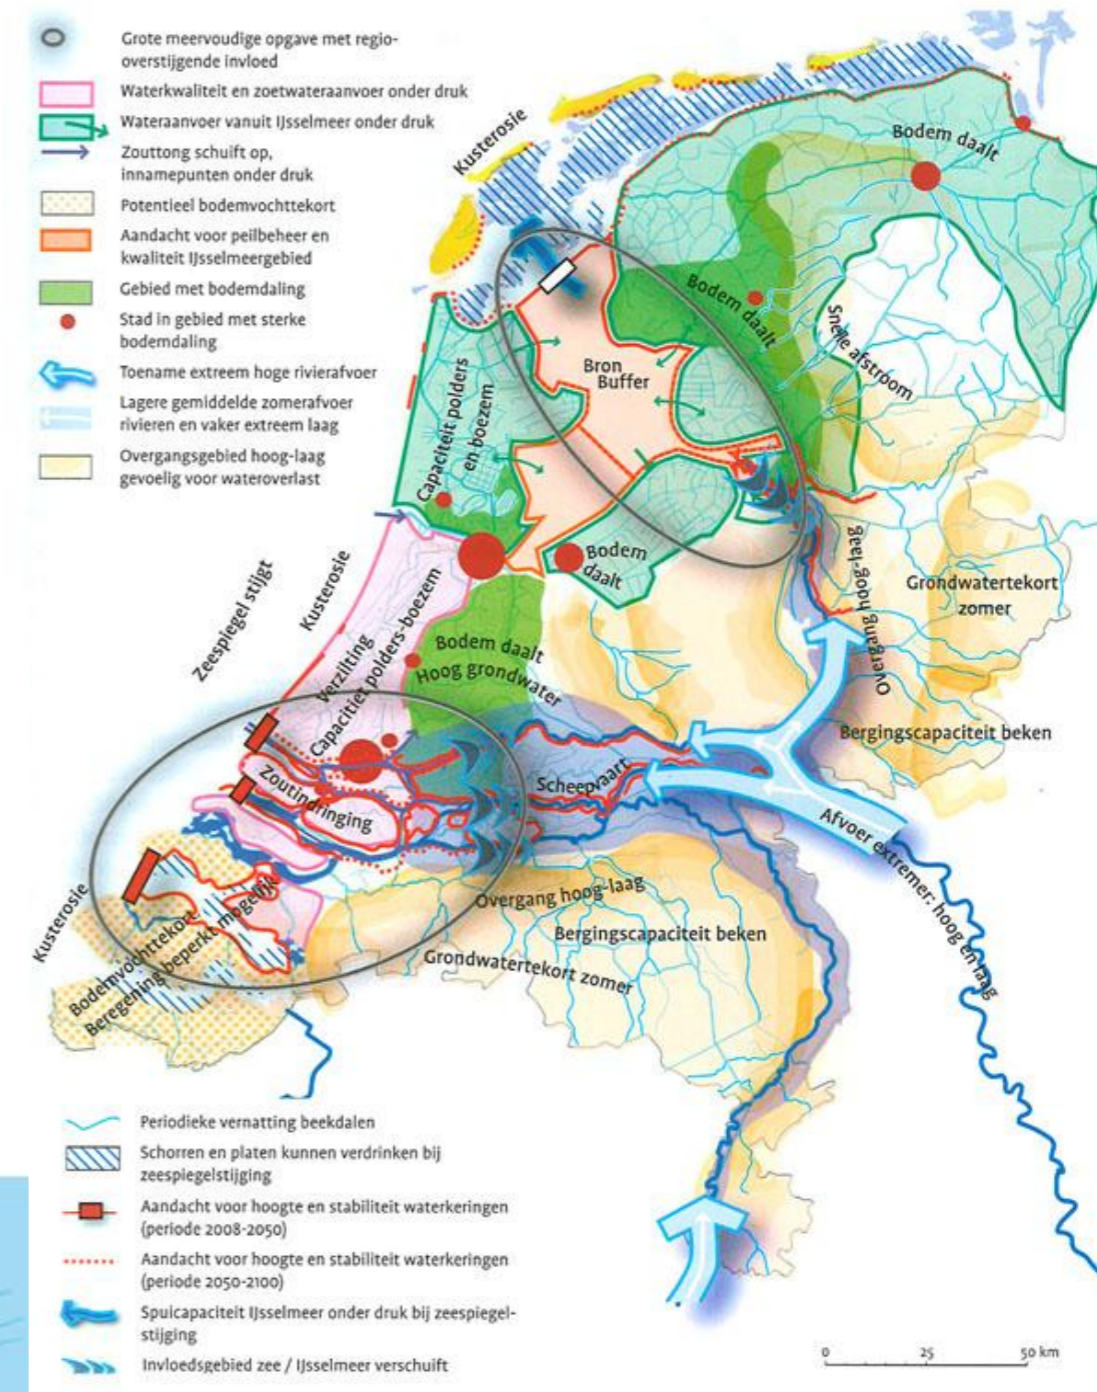 Grote meervoudige opgave met regio-
overstijgende invloed
Waterkwaliteit en zoetwateraanvoer onder druk
Wateraanvoer vanuit IJsselmeer onder druk
Zouttong schuift op,
innamepunten onder druk
Potentieel bodemvochttekort
Aandacht voor peilbeheer en
kwaliteit IJsselmeergebied
Gebied met bodemdaling
Stad in gebied met sterke
bodemdaling
Toename extreem hoge rivierafvoer
Lagere gemiddelde zomerafvoer
rivieren en vaker extreem laag
Overgangsgebied hoog-laag
gevoelig voor wateroverlast
Kusterosie
Bodem daalt
Bodem daalt
Snelle afstroom
Bron
Buffer
Capaciteit polders
en boezem
Bodem
daalt
Kusterosie
Zeespiegel stijgt
Overgang hoog-laag
Grondwatertekort
zomer
Bodem daalt
Hoog grondwater
Verzilting
Capacitiet polders-boezem
Bergingscapaciteit beken
Scheepvaart
Zoutindringing
Afvoer extremer: hoog en laag
Kusterosie
Overgang hoog-laag
Bergingscapaciteit beken
Grondwatertekort zomer
Bodemvochttekort
Beregening beperkt mogelijk
Periodieke vernatting beekdalen
Schorren en platen kunnen verdrinken bij
zeespiegelstijging
Aandacht voor hoogte en stabiliteit waterkeringen
(periode 2008-2050)
Aandacht voor hoogte en stabiliteit waterkeringen
(periode 2050-2100)
Spuicapaciteit IJsselmeer onder druk bij zeespiegel-
stijging
Invloedsgebied zee / IJsselmeer verschuift
0 25 50 km